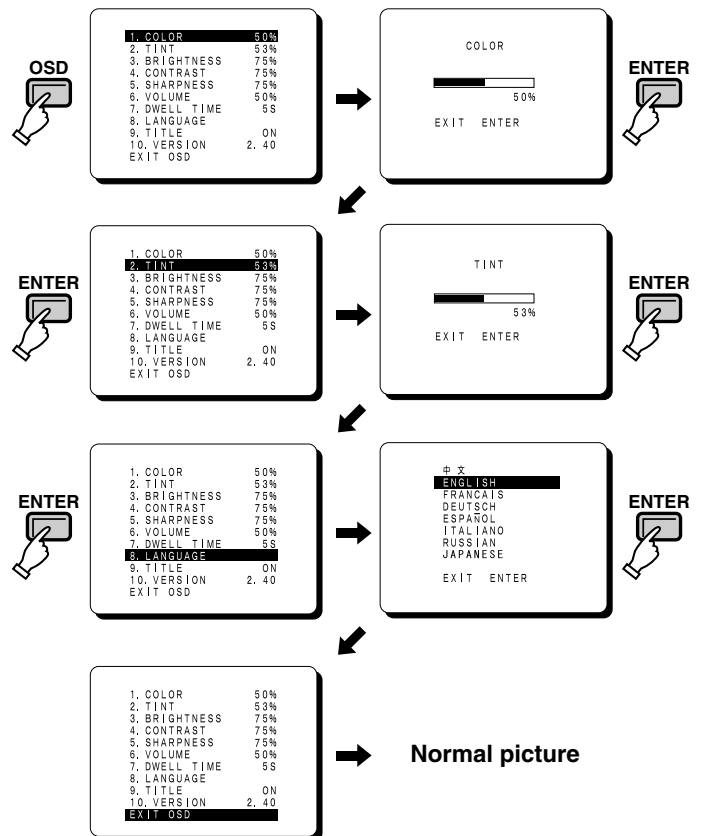 OSD
1. COLOR 50%
2. TINT 53%
3. BRIGHTNESS 75%
4. CONTRAST 75%
5. SHARPNESS 75%
6. VOLUME 50%
7. DWELL TIME 5S
8. LANGUAGE
9. TITLE ON
10. VERSION 2. 40
EXIT OSD
COLOR
50%
EXIT ENTER
ENTER
ENTER
1. COLOR 50%
2. TINT 53%
3. BRIGHTNESS 75%
4. CONTRAST 75%
5. SHARPNESS 75%
6. VOLUME 50%
7. DWELL TIME 5S
8. LANGUAGE
9. TITLE ON
10. VERSION 2. 40
EXIT OSD
TINT
53%
EXIT ENTER
ENTER
ENTER
1. COLOR 50%
2. TINT 53%
3. BRIGHTNESS 75%
4. CONTRAST 75%
5. SHARPNESS 75%
6. VOLUME 50%
7. DWELL TIME 5S
8. LANGUAGE
9. TITLE ON
10. VERSION 2. 40
EXIT OSD
中文
ENGLISH
FRANCAIS
DEUTSCH
ESPAÑOL
ITALIANO
RUSSIAN
JAPANESE
EXIT ENTER
ENTER
1. COLOR 50%
2. TINT 53%
3. BRIGHTNESS 75%
4. CONTRAST 75%
5. SHARPNESS 75%
6. VOLUME 50%
7. DWELL TIME 5S
8. LANGUAGE
9. TITLE ON
10. VERSION 2. 40
EXIT OSD
Normal picture